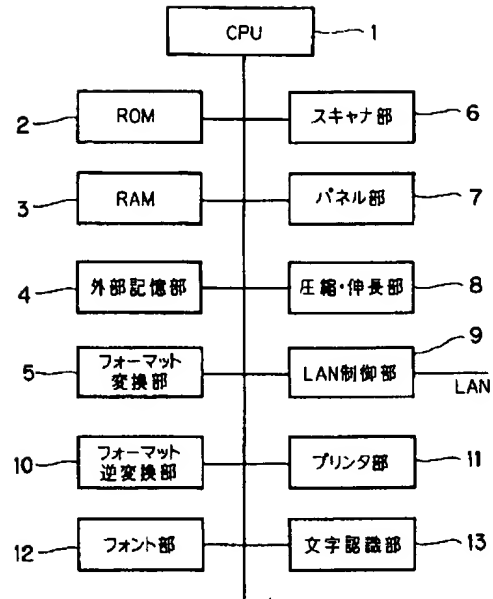 CPU 1
2 ROM スキャナ部 6
3 RAM パネル部 7
4 外部記憶部 圧縮・伸長部 8
5 フォーマット
変換部 LAN制御部 9
LAN
10 フォーマット
逆変換部 プリンタ部 11
12 フォント部 文字認識部 13